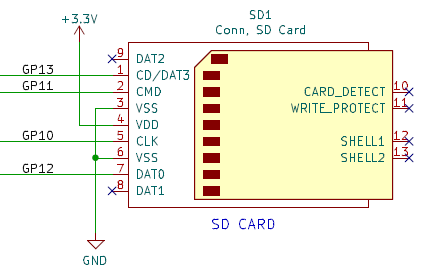 SD1
Conn, SD Card
+3.3V
9 DAT2
GP13 1 CD/DAT3
GP11 2 CMD CARD_DETECT 10
3 VSS WRITE_PROTECT 11
4 VDD
GP10 5 CLK SHELL1 12
6 VSS SHELL2 13
GP12 7 DAT0
8 DAT1
SD CARD
GND